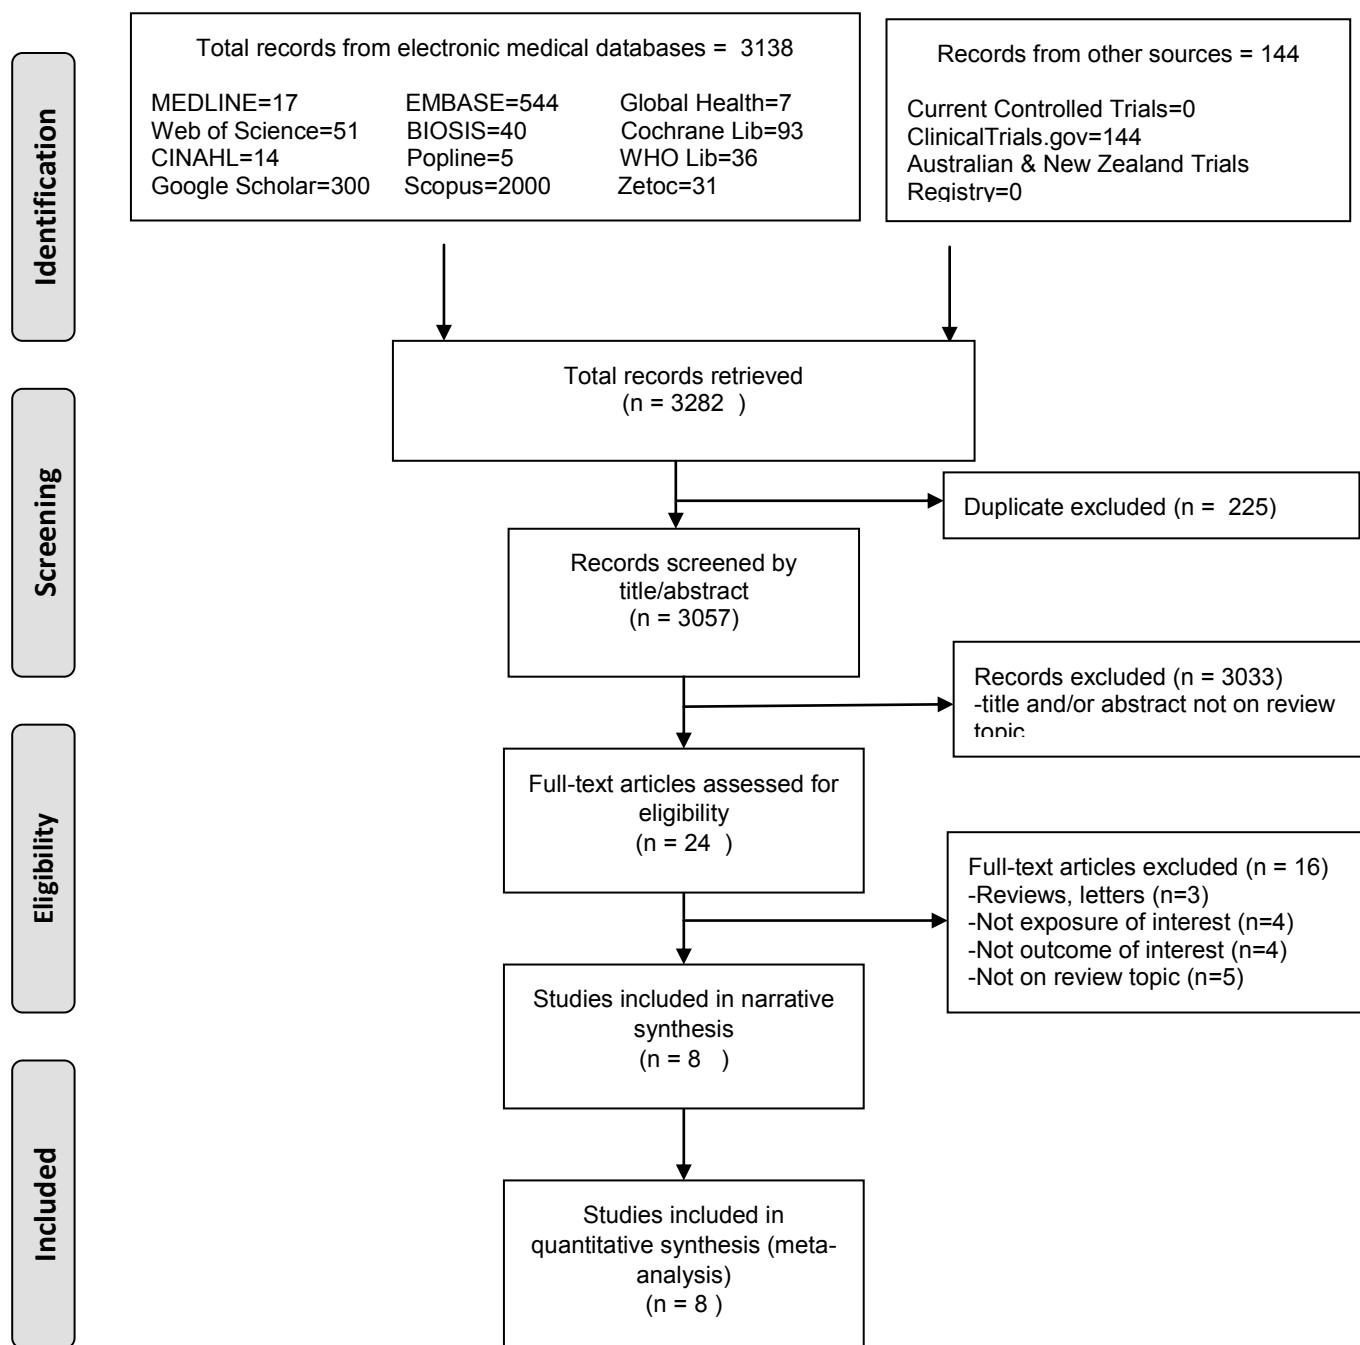 Identification
Total records from electronic medical databases = 3138
MEDLINE=17 EMBASE=544 Global Health=7
Web of Science=51 BIOSIS=40 Cochrane Lib=93
CINAHL=14 Popline=5 WHO Lib=36
Google Scholar=300 Scopus=2000 Zetoc=31
Records from other sources = 144
Current Controlled Trials=0
ClinicalTrials.gov=144
Australian & New Zealand Trials
Registry=0
Total records retrieved
(n = 3282 )
Screening
Duplicate excluded (n = 225)
Records screened by
title/abstract
(n = 3057)
Records excluded (n = 3033)
-title and/or abstract not on review
topic
Eligibility
Full-text articles assessed for
eligibility
(n = 24 )
Full-text articles excluded (n = 16)
-Reviews, letters (n=3)
-Not exposure of interest (n=4)
-Not outcome of interest (n=4)
-Not on review topic (n=5)
Studies included in narrative
synthesis
(n = 8 )
Included
Studies included in
quantitative synthesis (meta-
analysis)
(n = 8 )